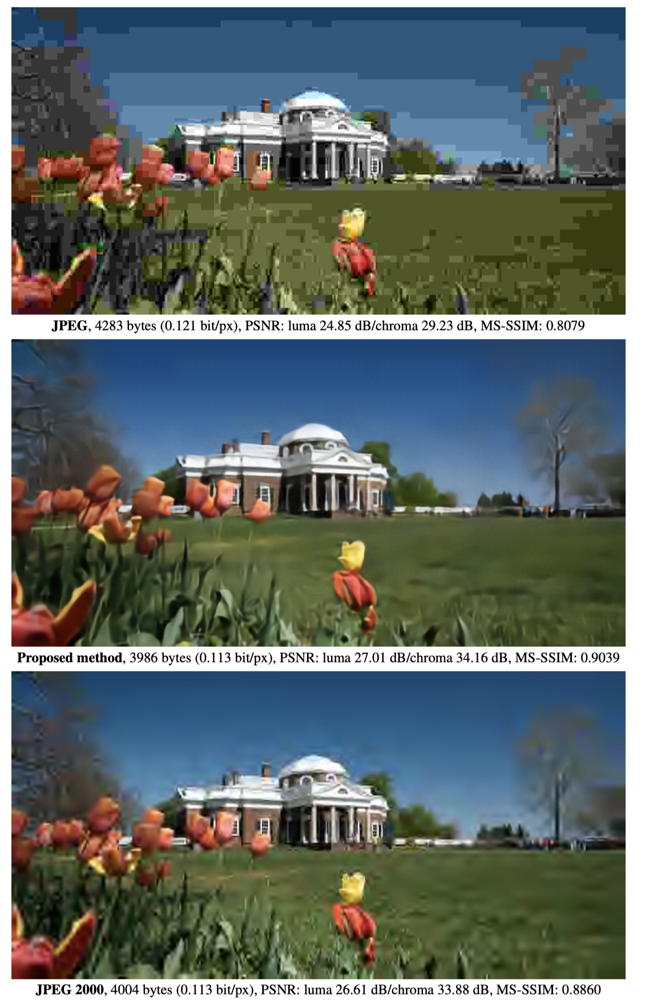 JPEG, 4283 bytes (0.121 bit/px), PSNR: luma 24.85 dB/chroma 29.23 dB, MS-SSIM: 0.8079
Proposed method, 3986 bytes (0.113 bit/px), PSNR: luma 27.01 dB/chroma 34.16 dB, MS-SSIM: 0.9039
JPEG 2000, 4004 bytes (0.113 bit/px), PSNR: luma 26.61 dB/chroma 33.88 dB, MS-SSIM: 0.8860